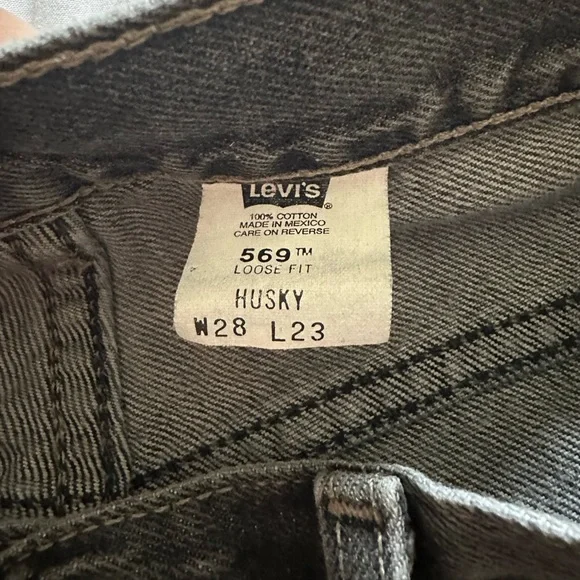 Levi's ®
100% COTTON
MADE IN MEXICO
CARE ON REVERSE
569™
LOOSE FIT
HUSKY
W28 L23